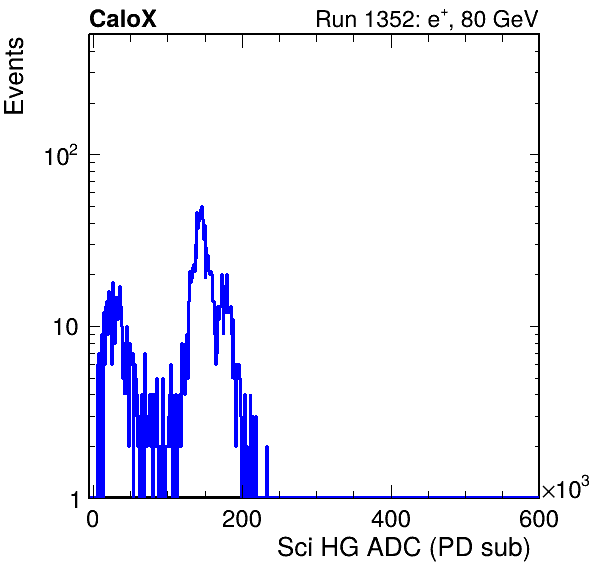 CaloX Run 1352: e⁺, 80 GeV
Events
10²
10
1
0 200 400 600
×10³
Sci HG ADC (PD sub)